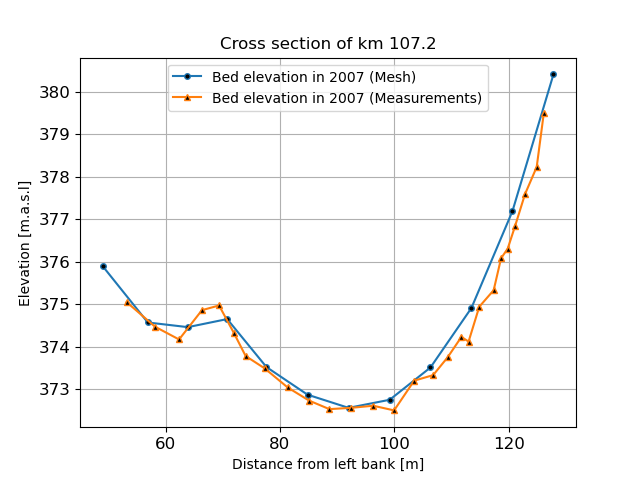 Cross section of km 107.2
Bed elevation in 2007 (Mesh)
Bed elevation in 2007 (Measurements)
Elevation [m.a.s.l]
380
379
378
377
376
375
374
373
60 80 100 120
Distance from left bank [m]